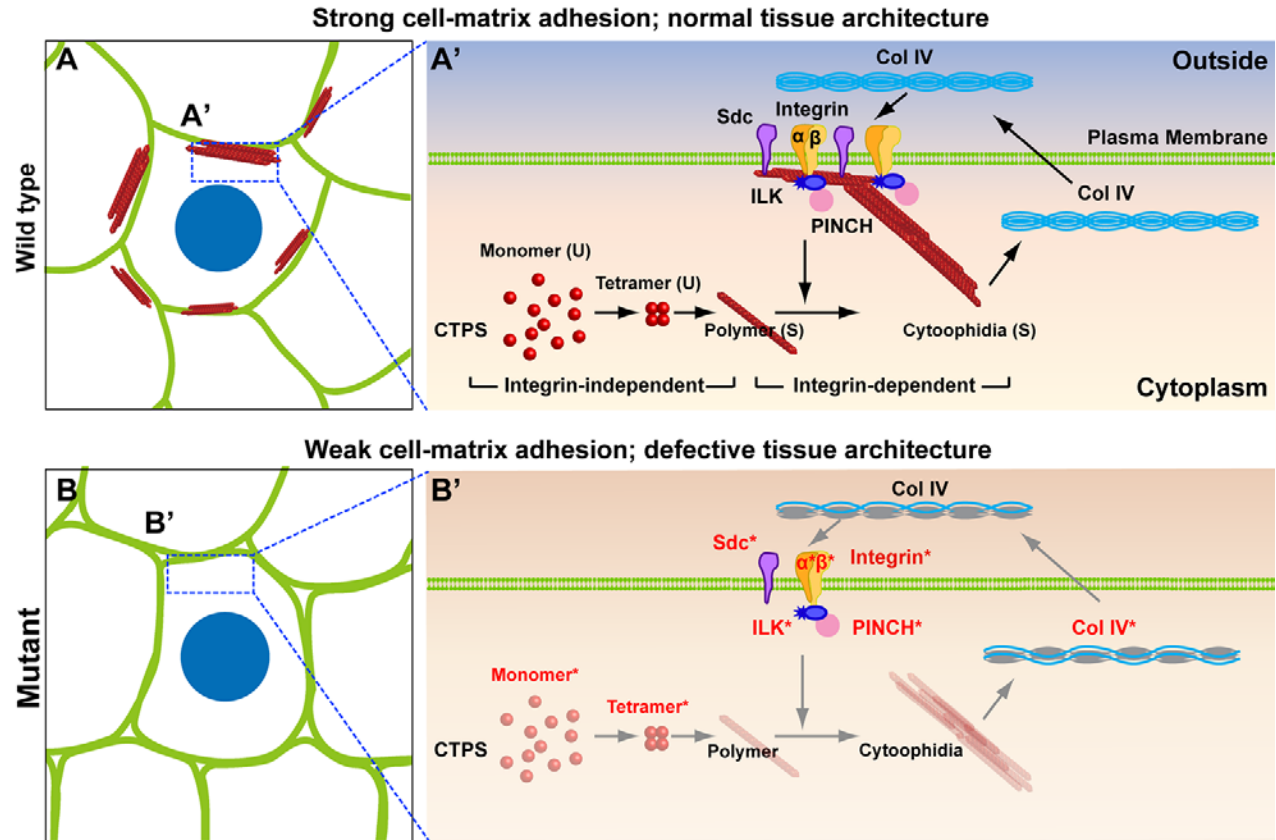 Strong cell-matrix adhesion; normal tissue architecture
A
A'
Wild type
A'
Col IV
Outside
Sdc
Integrin
α β
Plasma Membrane
ILK
PINCH
Col IV
Monomer (U)
Tetramer (U)
CTPS
Polymer (S)
Cytoophidia (S)
Integrin-independent
Integrin-dependent
Cytoplasm
Weak cell-matrix adhesion; defective tissue architecture
B
B'
Mutant
B'
Col IV
Sdc*
α*β*
Integrin*
ILK*
PINCH*
Col IV*
Monomer*
Tetramer*
CTPS
Polymer
Cytoophidia